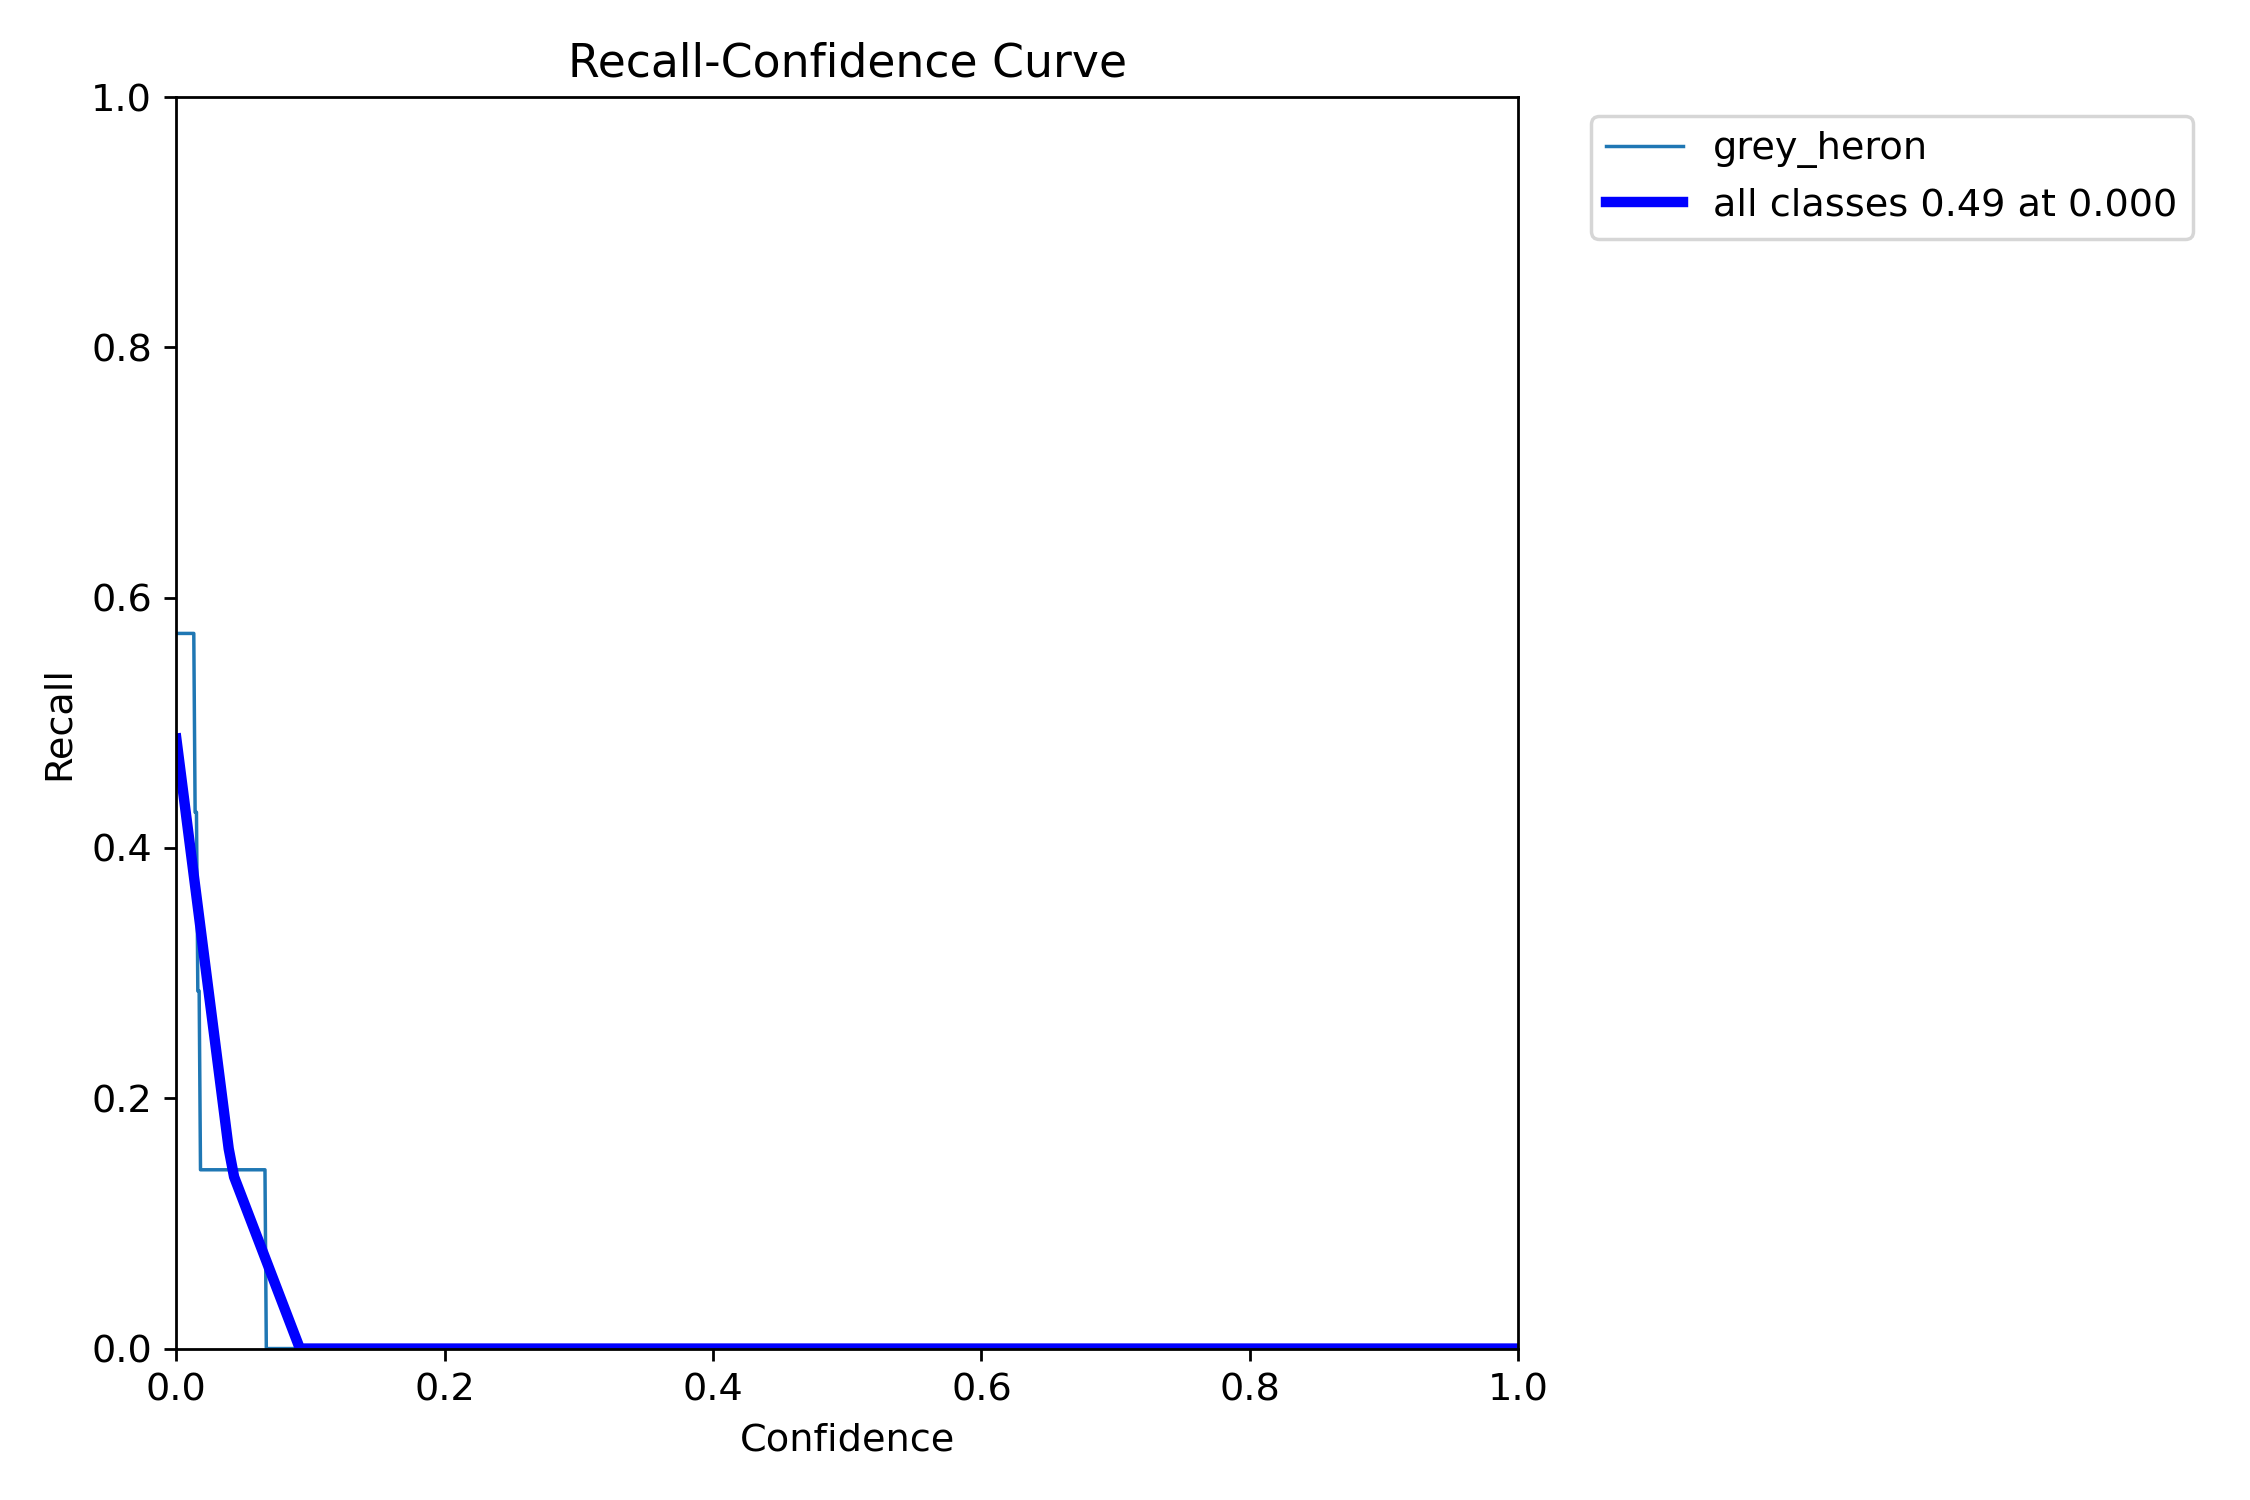 Recall-Confidence Curve
1.0
0.8
0.6
0.4
0.2
0.0
Recall
0.0 0.2 0.4 0.6 0.8 1.0
Confidence
grey_heron
all classes 0.49 at 0.000